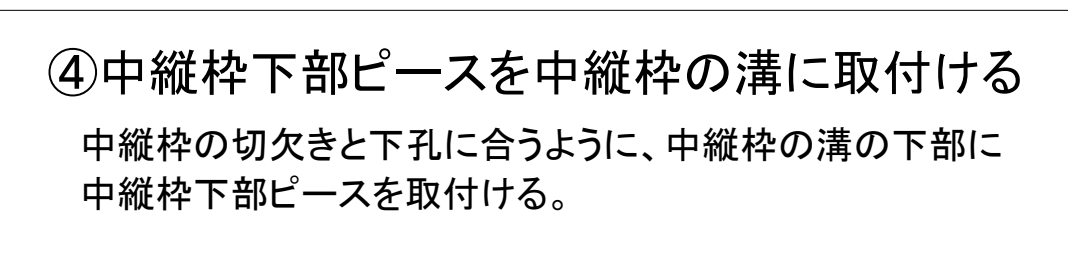 ④中縦枠下部ピースを中縦枠の溝に取付ける
中縦枠の切欠きと下孔に合うように、中縦枠の溝の下部に
中縦枠下部ピースを取付ける。